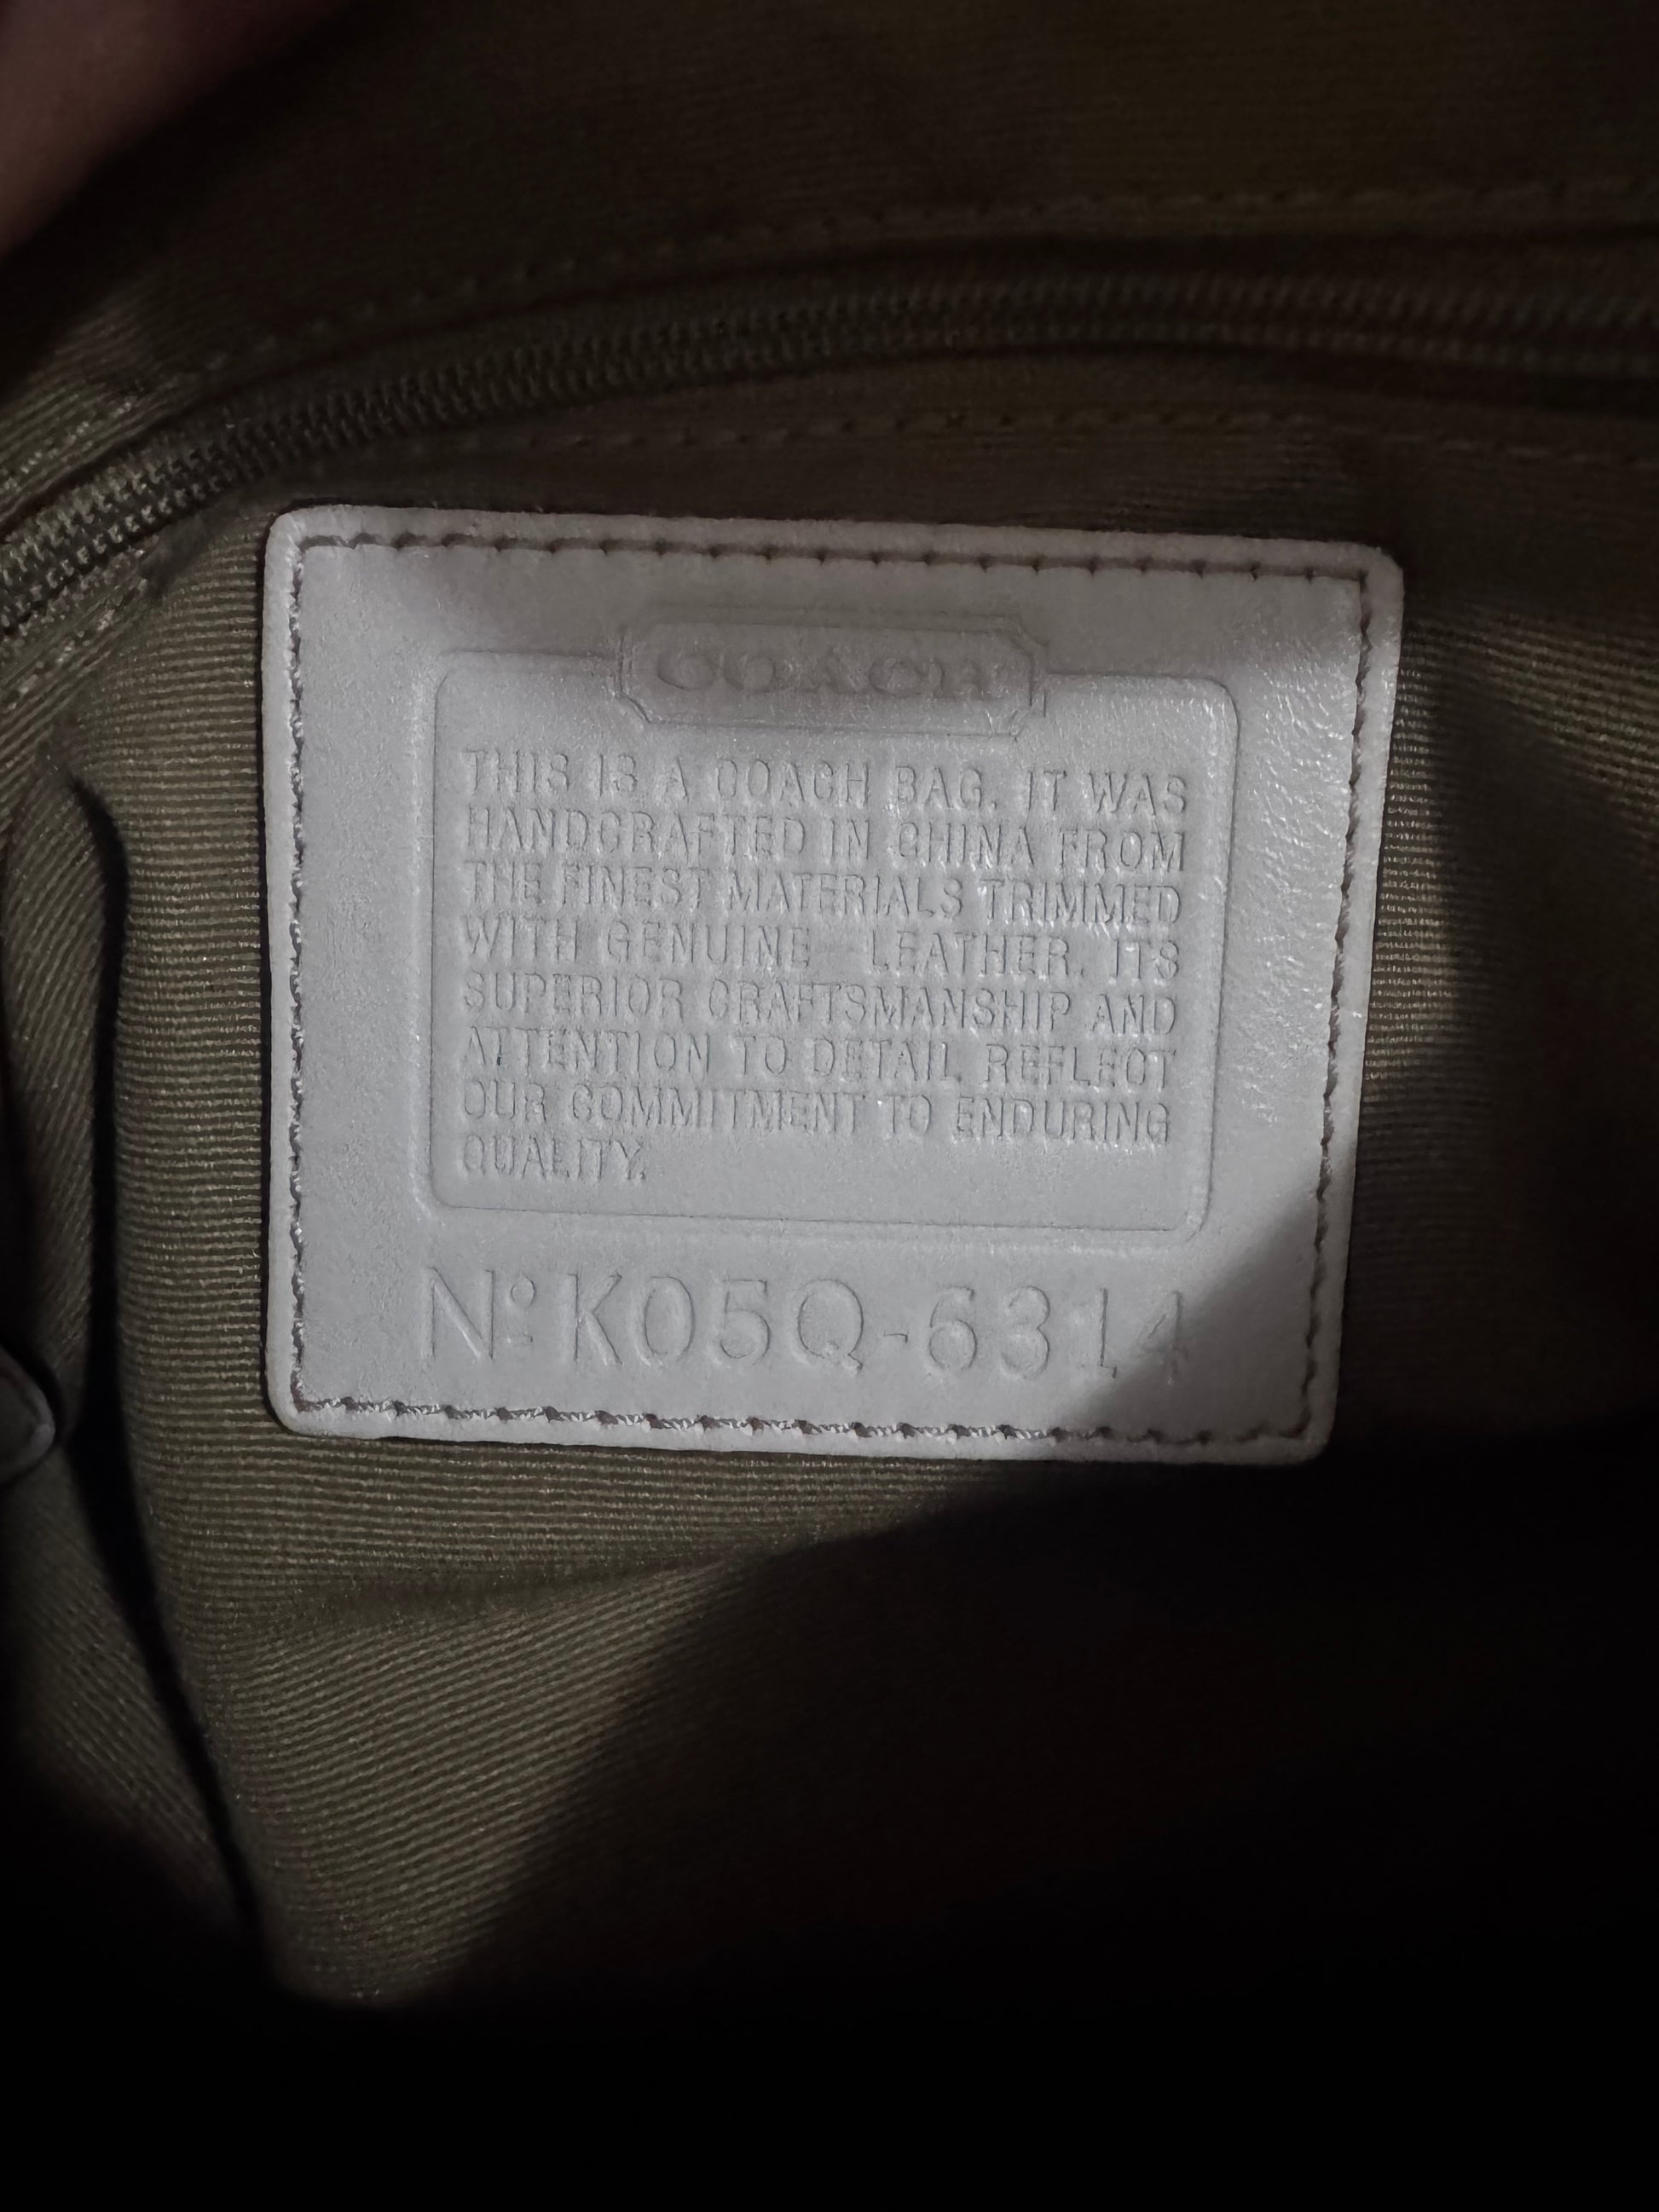 COACH
THIS IS A COACH BAG. IT WAS
HANDCRAFTED IN CHINA FROM
THE FINEST MATERIALS TRIMMED
WITH GENUINE LEATHER. ITS
SUPERIOR CRAFTSMANSHIP AND
ATTENTION TO DETAIL REFLECT
OUR COMMITMENT TO ENDURING
QUALITY.
Nº K05Q-6314